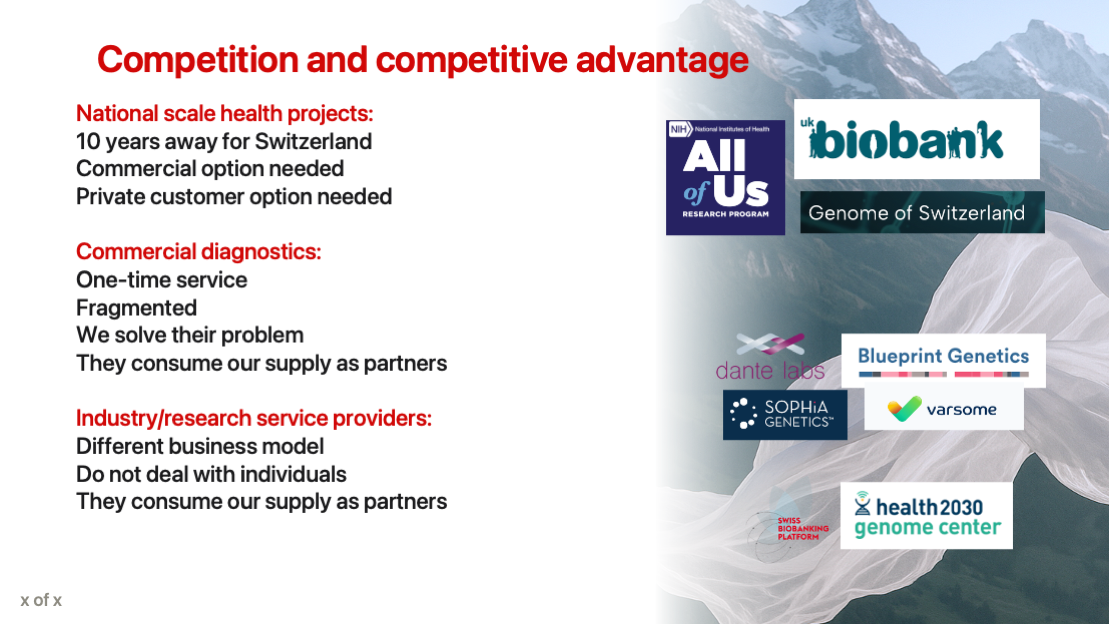 Competition and competitive advantage
National scale health projects:
10 years away for Switzerland
Commercial option needed
Private customer option needed
Commercial diagnostics:
One-time service
Fragmented
We solve their problem
They consume our supply as partners
Industry/research service providers:
Different business model
Do not deal with individuals
They consume our supply as partners
NIH National Institutes of Health
All
of Us
RESEARCH PROGRAM
uk biobank
Genome of Switzerland
dante labs
Blueprint Genetics
SOPHiA
GENETICS™
varsome
SWISS
BIOBANKING
PLATFORM
health2030
genome center
x of x